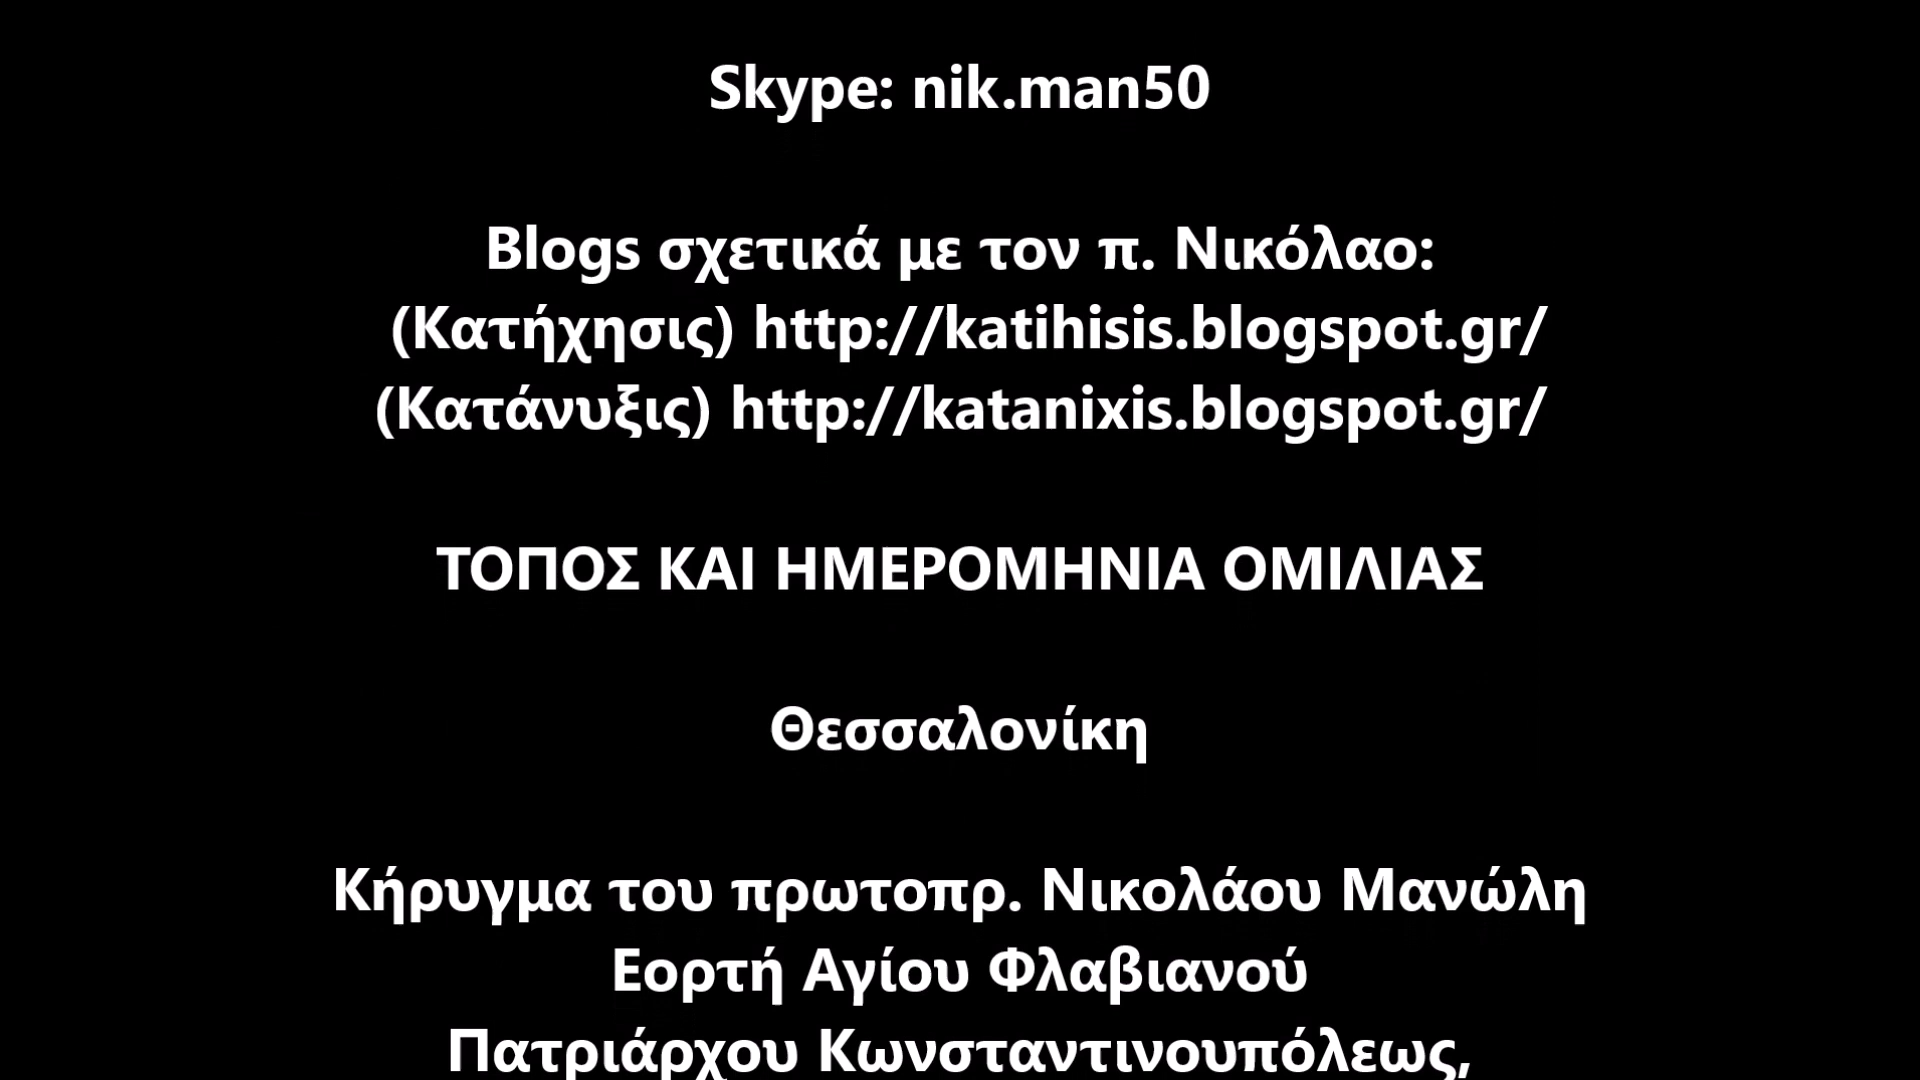 Skype: nik.man50
Blogs σχετικά με τον π. Νικόλαο:
(Κατήχησις) http://katihisis.blogspot.gr/
(Κατάνυξις) http://katanixis.blogspot.gr/
ΤΟΠΟΣ ΚΑΙ ΗΜΕΡΟΜΗΝΙΑ ΟΜΙΛΙΑΣ
Θεσσαλονίκη
Κήρυγμα του πρωτοπρ. Νικολάου Μανώλη
Εορτή Αγίου Φλαβιανού
Πατριάρχου Κωνσταντινουπόλεως,